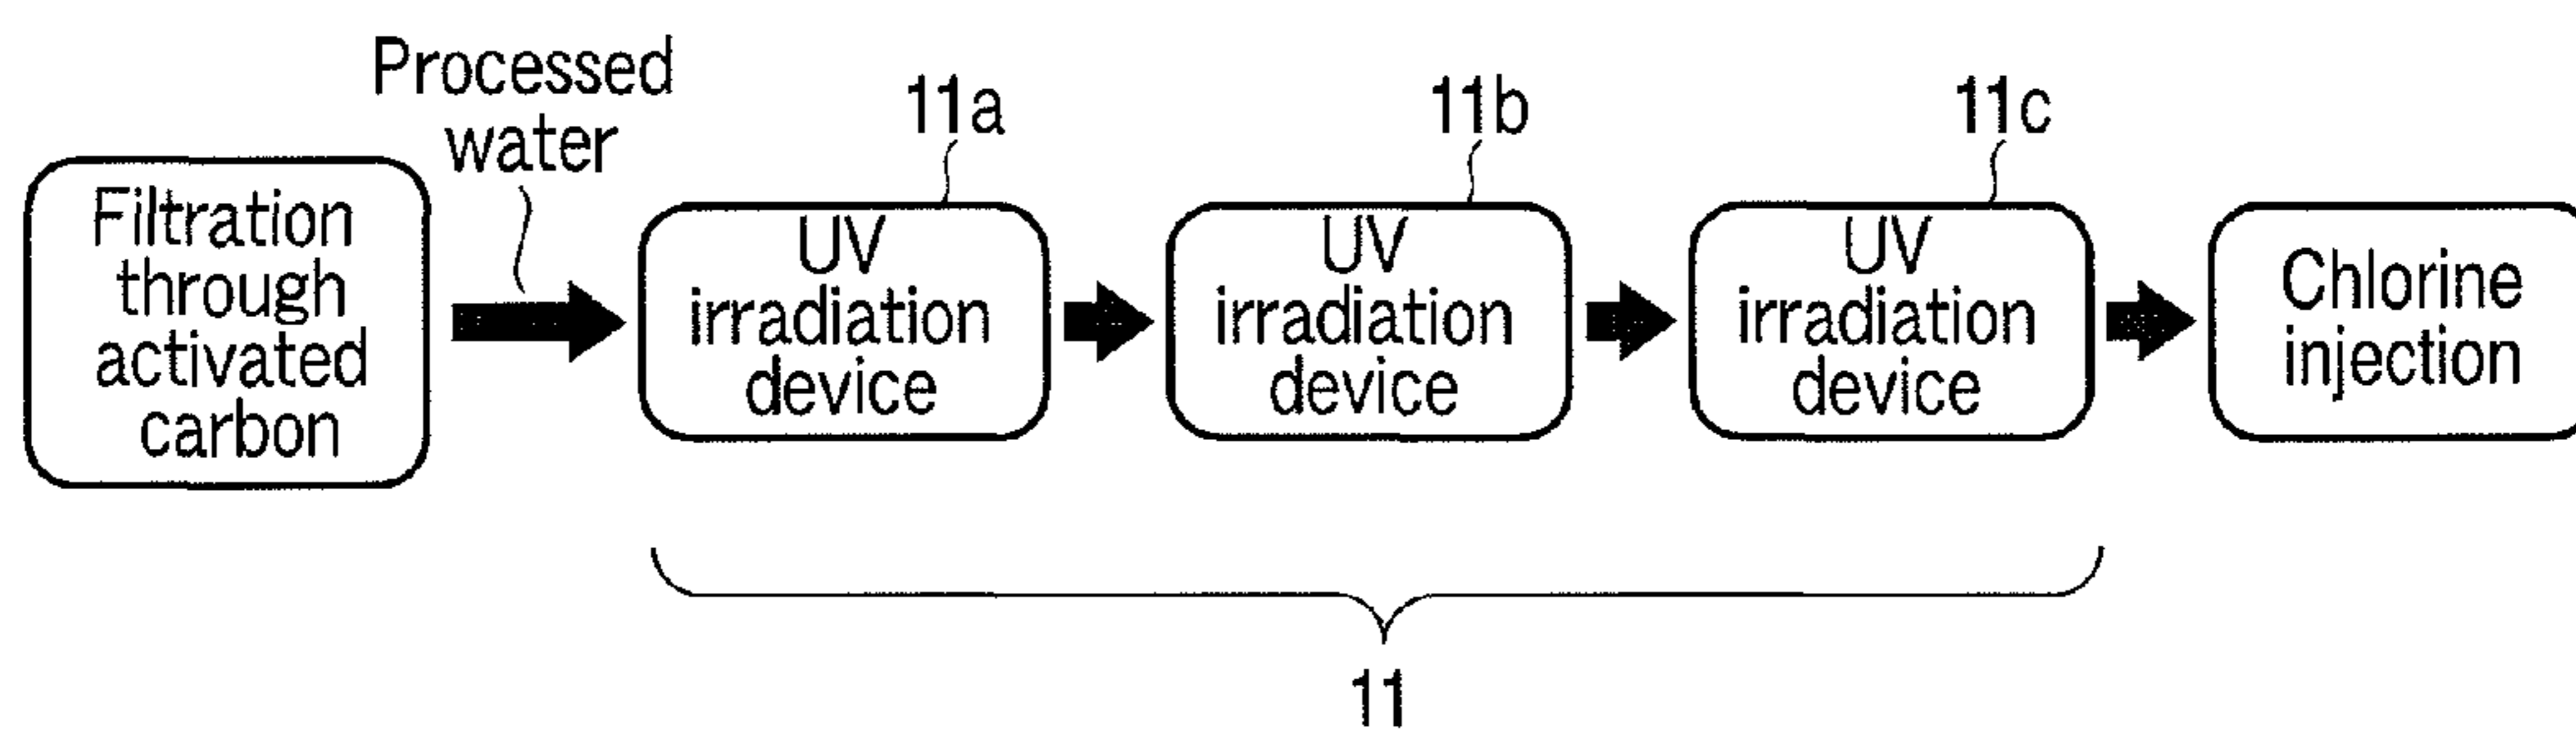 Processed
water
11a
11b
11c
Filtration
through
activated
carbon
UV
irradiation
device
UV
irradiation
device
UV
irradiation
device
Chlorine
injection
11